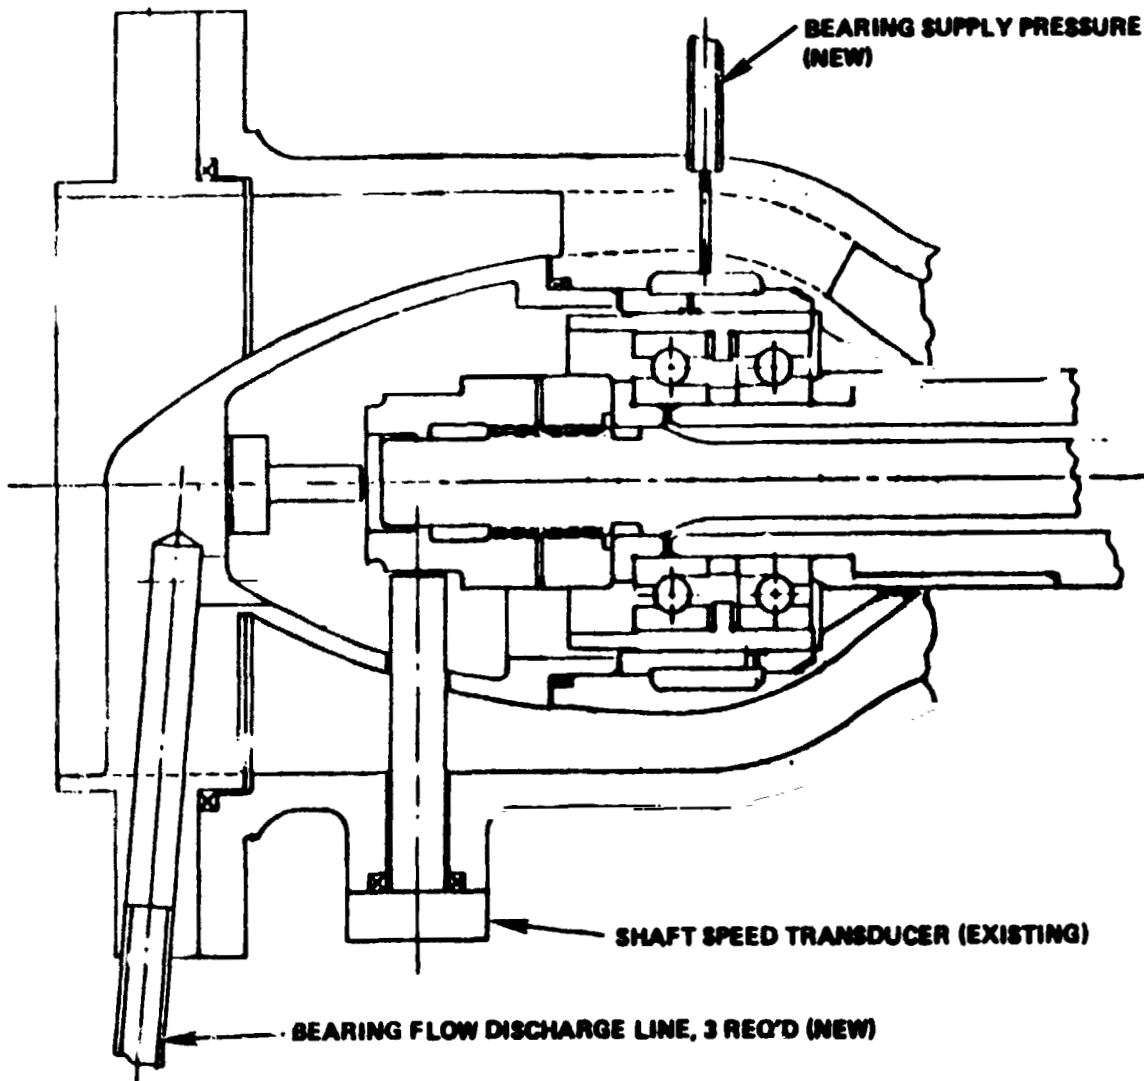 BEARING SUPPLY PRESSURE
(NEW)
SHAFT SPEED TRANSDUCER (EXISTING)
BEARING FLOW DISCHARGE LINE, 3 REQ'D (NEW)